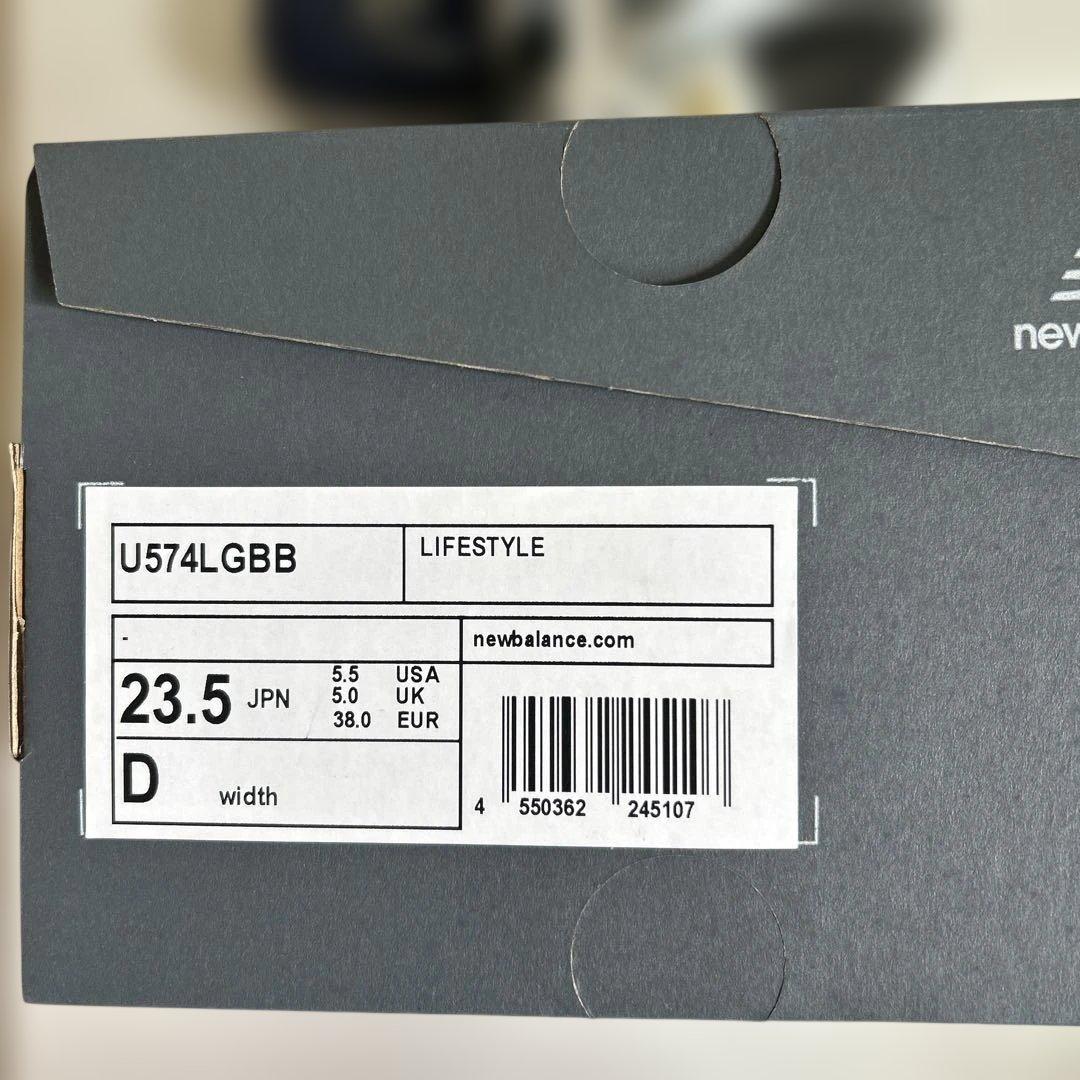 new
U574LGBB
LIFESTYLE
-
newbalance.com
23.5 JPN
5.5 USA
5.0 UK
38.0 EUR
D width
4 550362 245107